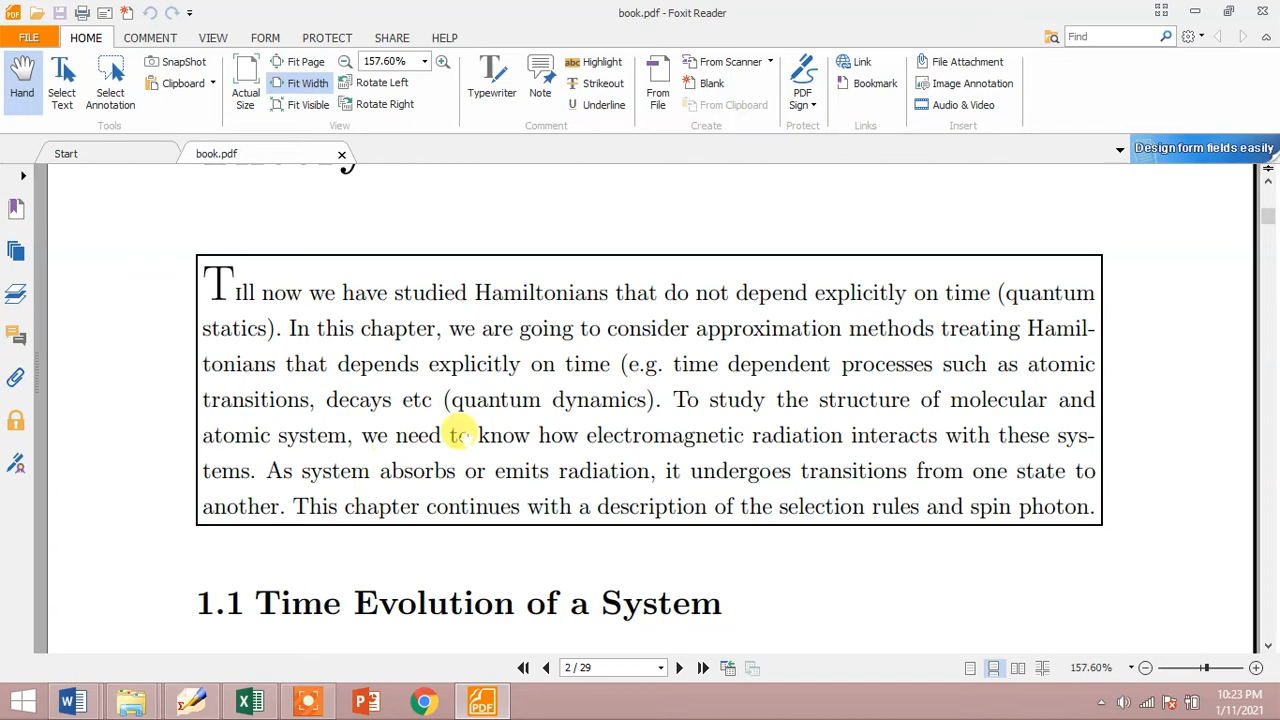 book.pdf - Foxit Reader
FILE HOME COMMENT VIEW FORM PROTECT SHARE HELP Find
Hand Select Text Select Annotation SnapShot Clipboard Tools
Actual Size Fit Page Fit Width Fit Visible 157.60% Rotate Left Rotate Right View
Typewriter Note Highlight Strikeout Underline Comment
From File From Scanner Blank From Clipboard Create
PDF Sign Protect
Link Bookmark Links
File Attachment Image Annotation Audio & Video Insert
Start book.pdf Design form fields easily
Till now we have studied Hamiltonians that do not depend explicitly on time (quantum
statics). In this chapter, we are going to consider approximation methods treating Hamil-
tonians that depends explicitly on time (e.g. time dependent processes such as atomic
transitions, decays etc (quantum dynamics). To study the structure of molecular and
atomic system, we need to know how electromagnetic radiation interacts with these sys-
tems. As system absorbs or emits radiation, it undergoes transitions from one state to
another. This chapter continues with a description of the selection rules and spin photon.
1.1 Time Evolution of a System
2 / 29 157.60%
10:23 PM
1/11/2021